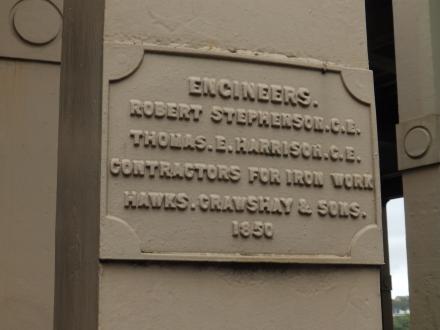 ENGINEERS.
ROBERT STEPHENSON.C.E.
THOMAS.E.HARRISON.C.E.
CONTRACTORS FOR IRON WORK
HAWKS.CRAWSHAY & SONS.
1850